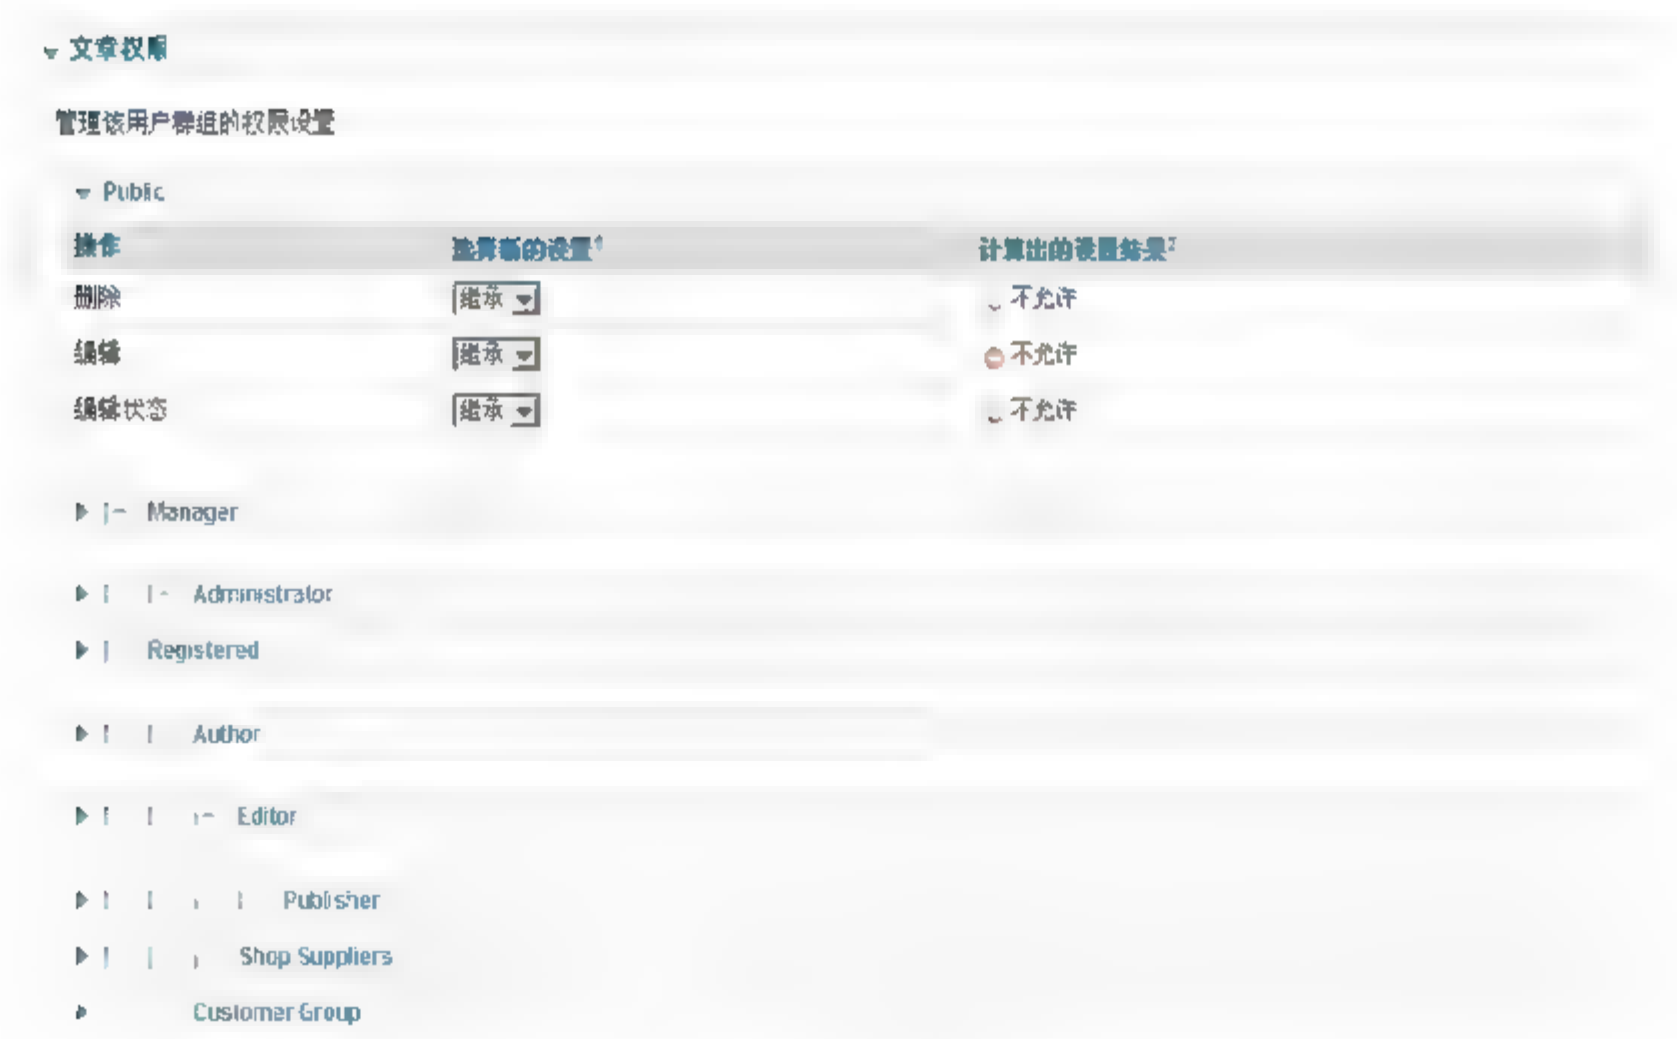 文章权限
管理该用户群组的权限设置
Public
操作 选择新的设置¹ 计算出的设置结果²
删除 继承 不允许
编辑 继承 不允许
编辑状态 继承 不允许
|— Manager
| |— Administrator
| Registered
| | Author
| | |— Editor
| | | | Publisher
| | | Shop Suppliers
Customer Group